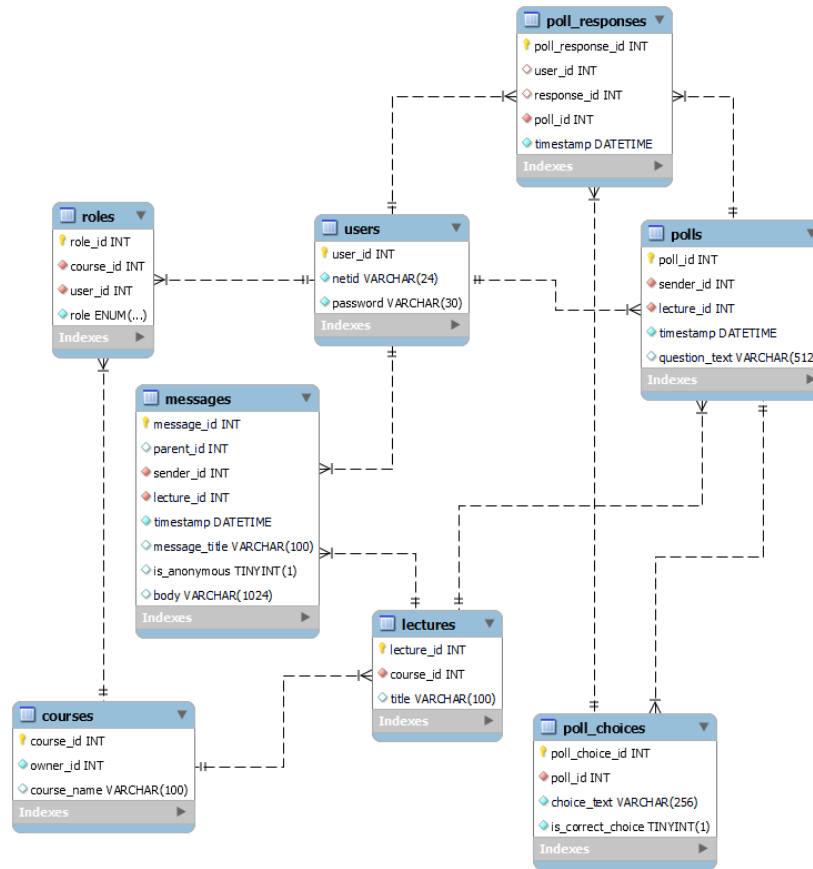 poll_responses
poll_response_id INT
user_id INT
response_id INT
poll_id INT
timestamp DATETIME
Indexes
roles
role_id INT
course_id INT
user_id INT
role ENUM(...)
Indexes
users
user_id INT
netid VARCHAR(24)
password VARCHAR(30)
Indexes
polls
poll_id INT
sender_id INT
lecture_id INT
timestamp DATETIME
question_text VARCHAR(512
Indexes
messages
message_id INT
parent_id INT
sender_id INT
lecture_id INT
timestamp DATETIME
message_title VARCHAR(100)
is_anonymous TINYINT(1)
body VARCHAR(1024)
Indexes
lectures
lecture_id INT
course_id INT
title VARCHAR(100)
Indexes
courses
course_id INT
owner_id INT
course_name VARCHAR(100)
Indexes
poll_choices
poll_choice_id INT
poll_id INT
choice_text VARCHAR(256)
is_correct_choice TINYINT(1)
Indexes